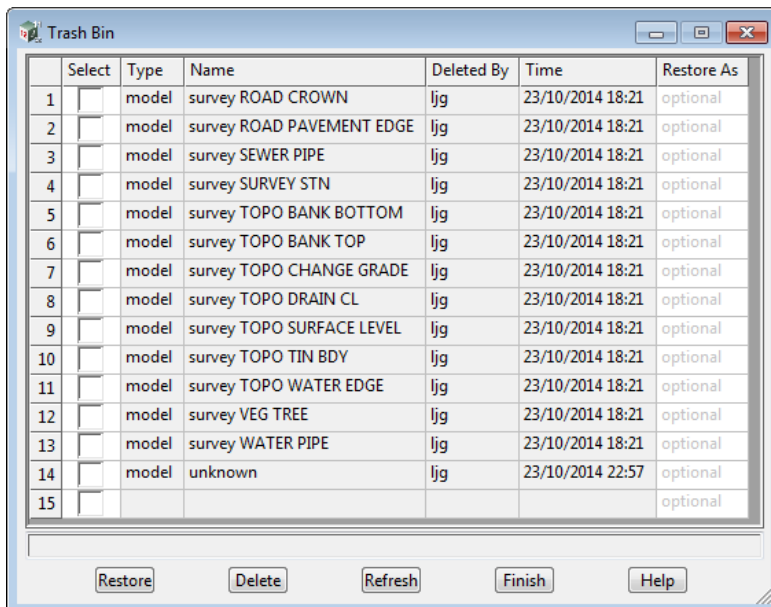 Trash Bin
Select Type Name Deleted By Time Restore As
1 model survey ROAD CROWN ljg 23/10/2014 18:21 optional
2 model survey ROAD PAVEMENT EDGE ljg 23/10/2014 18:21 optional
3 model survey SEWER PIPE ljg 23/10/2014 18:21 optional
4 model survey SURVEY STN ljg 23/10/2014 18:21 optional
5 model survey TOPO BANK BOTTOM ljg 23/10/2014 18:21 optional
6 model survey TOPO BANK TOP ljg 23/10/2014 18:21 optional
7 model survey TOPO CHANGE GRADE ljg 23/10/2014 18:21 optional
8 model survey TOPO DRAIN CL ljg 23/10/2014 18:21 optional
9 model survey TOPO SURFACE LEVEL ljg 23/10/2014 18:21 optional
10 model survey TOPO TIN BDY ljg 23/10/2014 18:21 optional
11 model survey TOPO WATER EDGE ljg 23/10/2014 18:21 optional
12 model survey VEG TREE ljg 23/10/2014 18:21 optional
13 model survey WATER PIPE ljg 23/10/2014 18:21 optional
14 model unknown ljg 23/10/2014 22:57 optional
15 optional
Restore Delete Refresh Finish Help